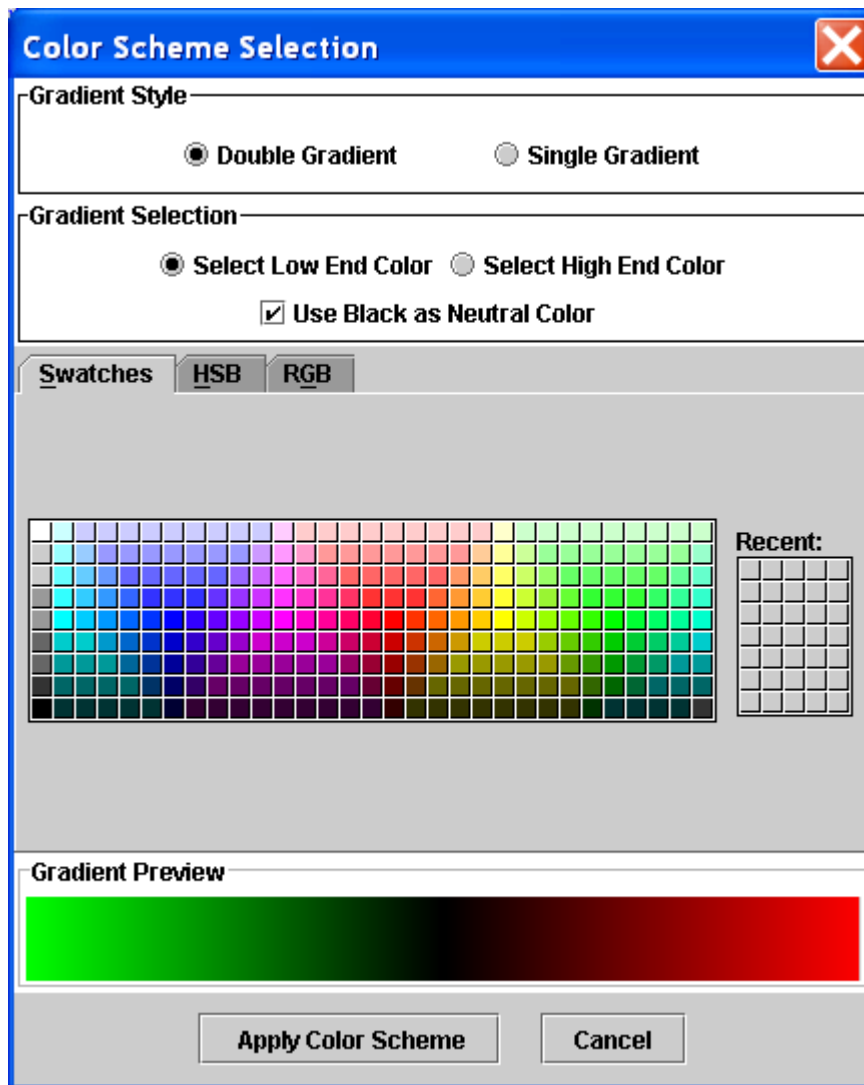 Color Scheme Selection
Gradient Style
Double Gradient Single Gradient
Gradient Selection
Select Low End Color Select High End Color
Use Black as Neutral Color
Swatches HSB RGB
Recent:
Gradient Preview
Apply Color Scheme Cancel